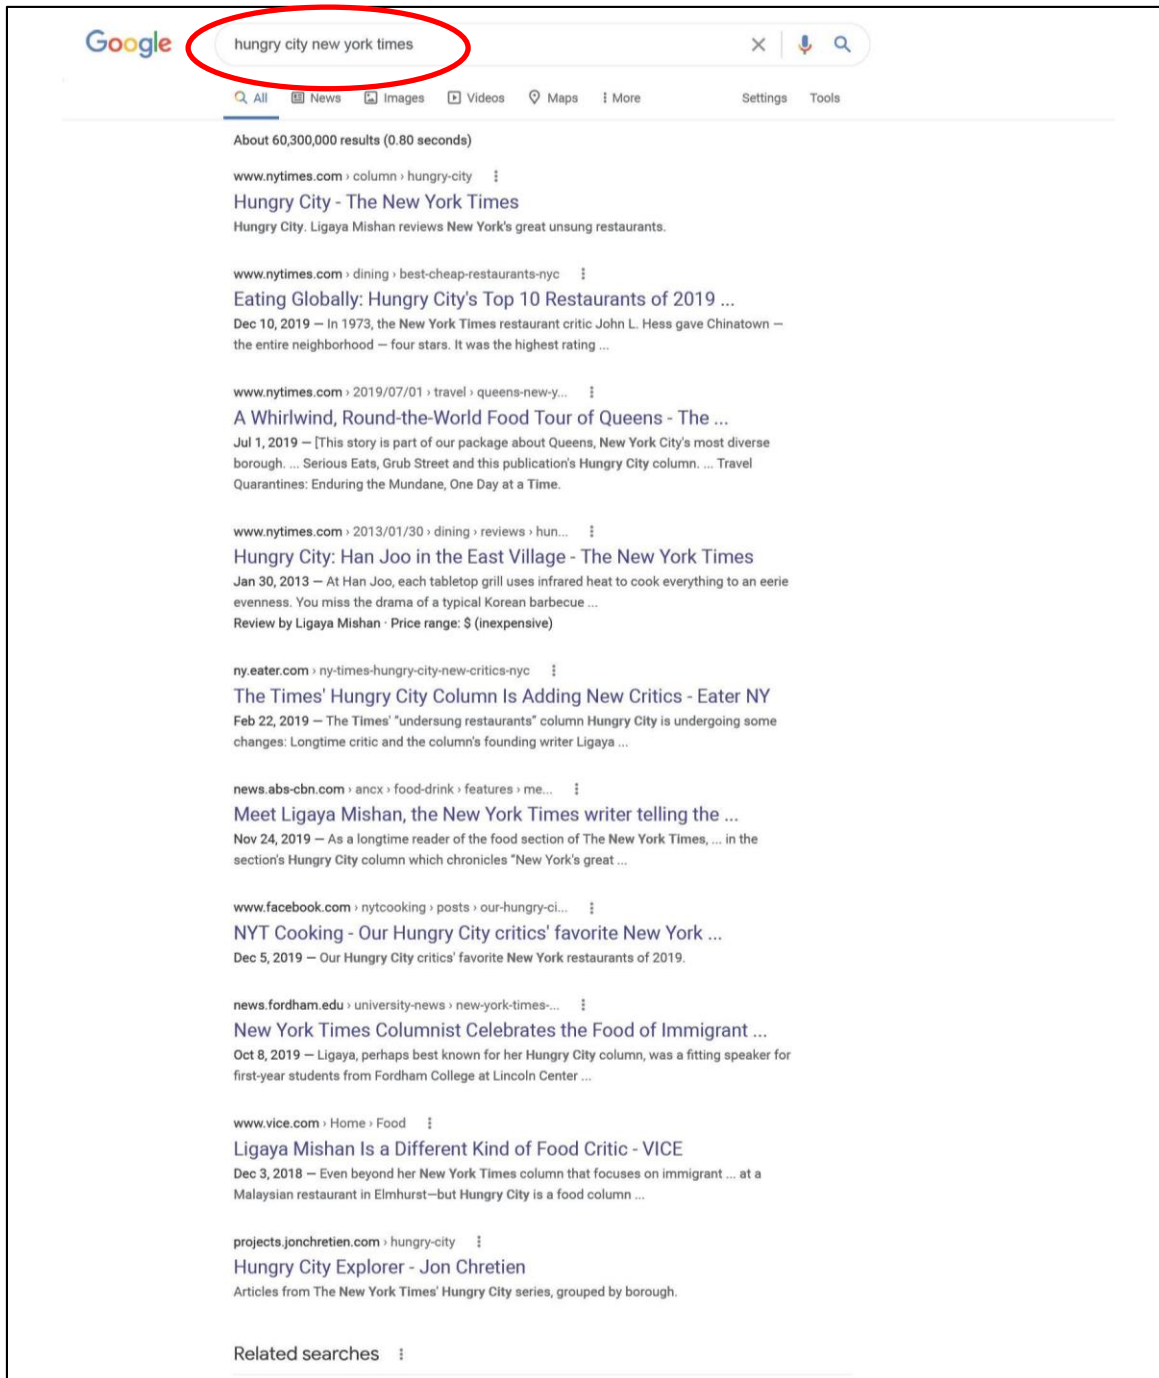 Google
hungry city new york times
All News Images Videos Maps More Settings Tools
About 60,300,000 results (0.80 seconds)
www.nytimes.com › column › hungry-city
Hungry City - The New York Times
Hungry City. Ligaya Mishan reviews New York's great unsung restaurants.
www.nytimes.com › dining › best-cheap-restaurants-nyc
Eating Globally: Hungry City's Top 10 Restaurants of 2019 ...
Dec 10, 2019 — In 1973, the New York Times restaurant critic John L. Hess gave Chinatown —
the entire neighborhood — four stars. It was the highest rating ...
www.nytimes.com › 2019/07/01 › travel › queens-new-y...
A Whirlwind, Round-the-World Food Tour of Queens - The ...
Jul 1, 2019 — [This story is part of our package about Queens, New York City's most diverse
borough. ... Serious Eats, Grub Street and this publication's Hungry City column. ... Travel
Quarantines: Enduring the Mundane, One Day at a Time.
www.nytimes.com › 2013/01/30 › dining › reviews › hun...
Hungry City: Han Joo in the East Village - The New York Times
Jan 30, 2013 — At Han Joo, each tabletop grill uses infrared heat to cook everything to an eerie
evenness. You miss the drama of a typical Korean barbecue ...
Review by Ligaya Mishan · Price range: $ (inexpensive)
ny.eater.com › ny-times-hungry-city-new-critics-nyc
The Times' Hungry City Column Is Adding New Critics - Eater NY
Feb 22, 2019 — The Times' "undersung restaurants" column Hungry City is undergoing some
changes: Longtime critic and the column's founding writer Ligaya ...
news.abs-cbn.com › ancx › food-drink › features › me...
Meet Ligaya Mishan, the New York Times writer telling the ...
Nov 24, 2019 — As a longtime reader of the food section of The New York Times, ... in the
section's Hungry City column which chronicles "New York's great ...
www.facebook.com › nytcooking › posts › our-hungry-ci...
NYT Cooking - Our Hungry City critics' favorite New York ...
Dec 5, 2019 — Our Hungry City critics' favorite New York restaurants of 2019.
news.fordham.edu › university-news › new-york-times-...
New York Times Columnist Celebrates the Food of Immigrant ...
Oct 8, 2019 — Ligaya, perhaps best known for her Hungry City column, was a fitting speaker for
first-year students from Fordham College at Lincoln Center ...
www.vice.com › Home › Food
Ligaya Mishan Is a Different Kind of Food Critic - VICE
Dec 3, 2018 — Even beyond her New York Times column that focuses on immigrant ... at a
Malaysian restaurant in Elmhurst—but Hungry City is a food column ...
projects.jonchretien.com › hungry-city
Hungry City Explorer - Jon Chretien
Articles from The New York Times' Hungry City series, grouped by borough.
Related searches